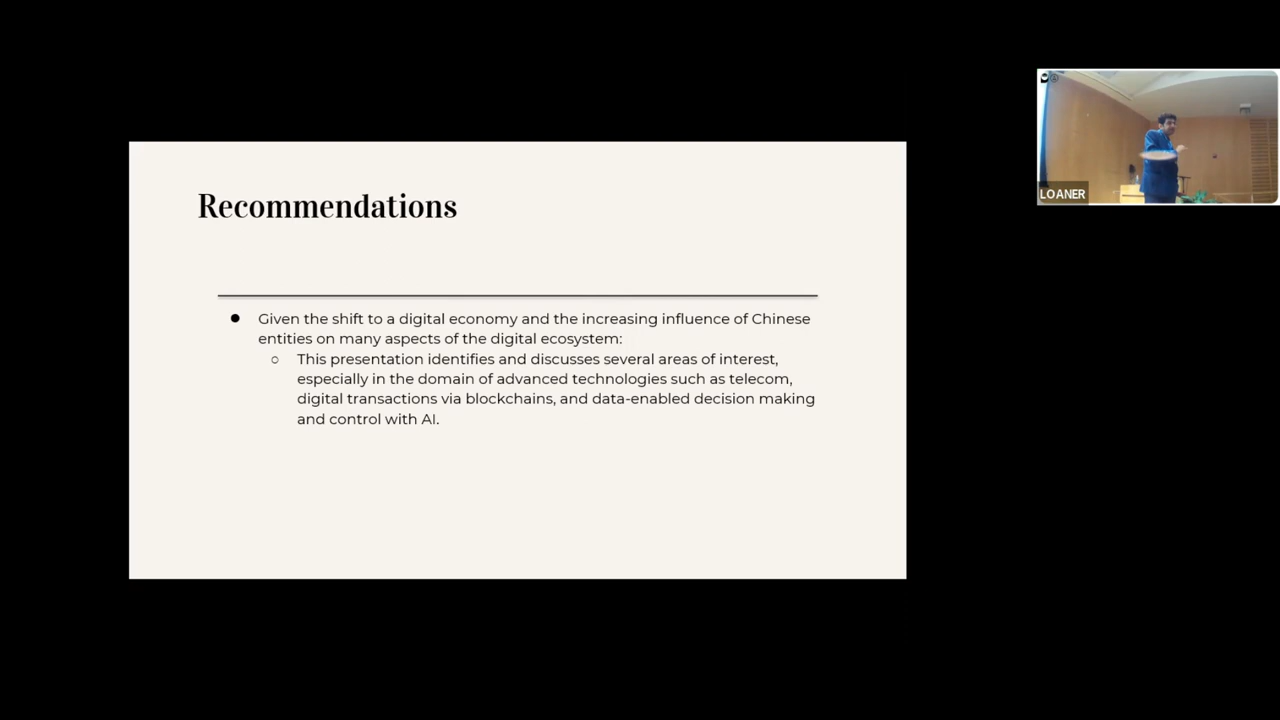 Recommendations
● Given the shift to a digital economy and the increasing influence of Chinese
entities on many aspects of the digital ecosystem:
○ This presentation identifies and discusses several areas of interest,
especially in the domain of advanced technologies such as telecom,
digital transactions via blockchains, and data-enabled decision making
and control with AI.
LOANER